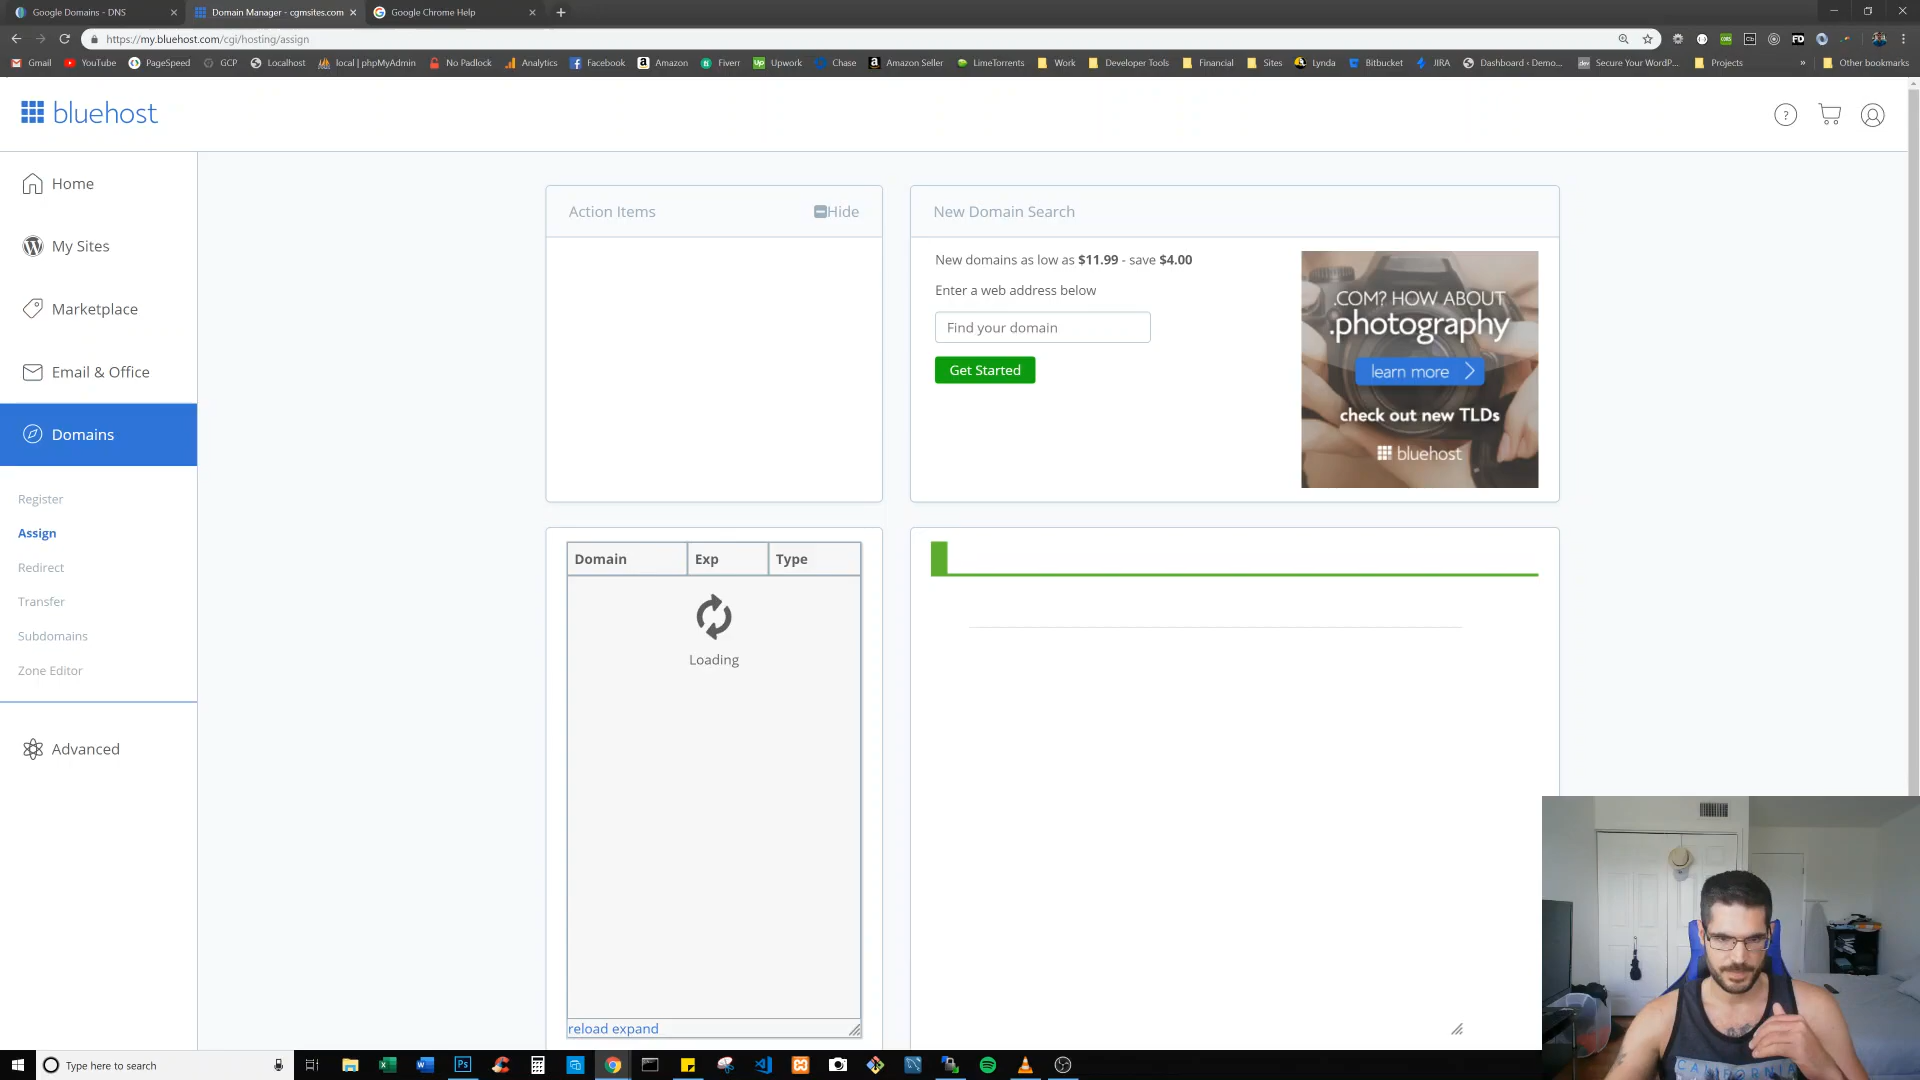 Google Domains - DNS
Domain Manager - cgmsites.com
Google Chrome Help
https://my.bluehost.com/cgi/hosting/assign
Gmail YouTube PageSpeed GCP Localhost local | phpMyAdmin No Padlock Analytics Facebook Amazon Fiverr Upwork Chase Amazon Seller LimeTorrents Work Developer Tools Financial Sites Lynda Bitbucket JIRA Dashboard ‹ Demo... Secure Your WordP... Projects » Other bookmarks
bluehost
?
Home
My Sites
Marketplace
Email & Office
Domains
Register
Assign
Redirect
Transfer
Subdomains
Zone Editor
Advanced
Action Items
Hide
New Domain Search
New domains as low as $11.99 - save $4.00
Enter a web address below
Find your domain
Get Started
.COM? HOW ABOUT
.photography
learn more
check out new TLDs
bluehost
Domain Exp Type
Loading
reload expand
CALIFORNIA
Type here to search
Ps